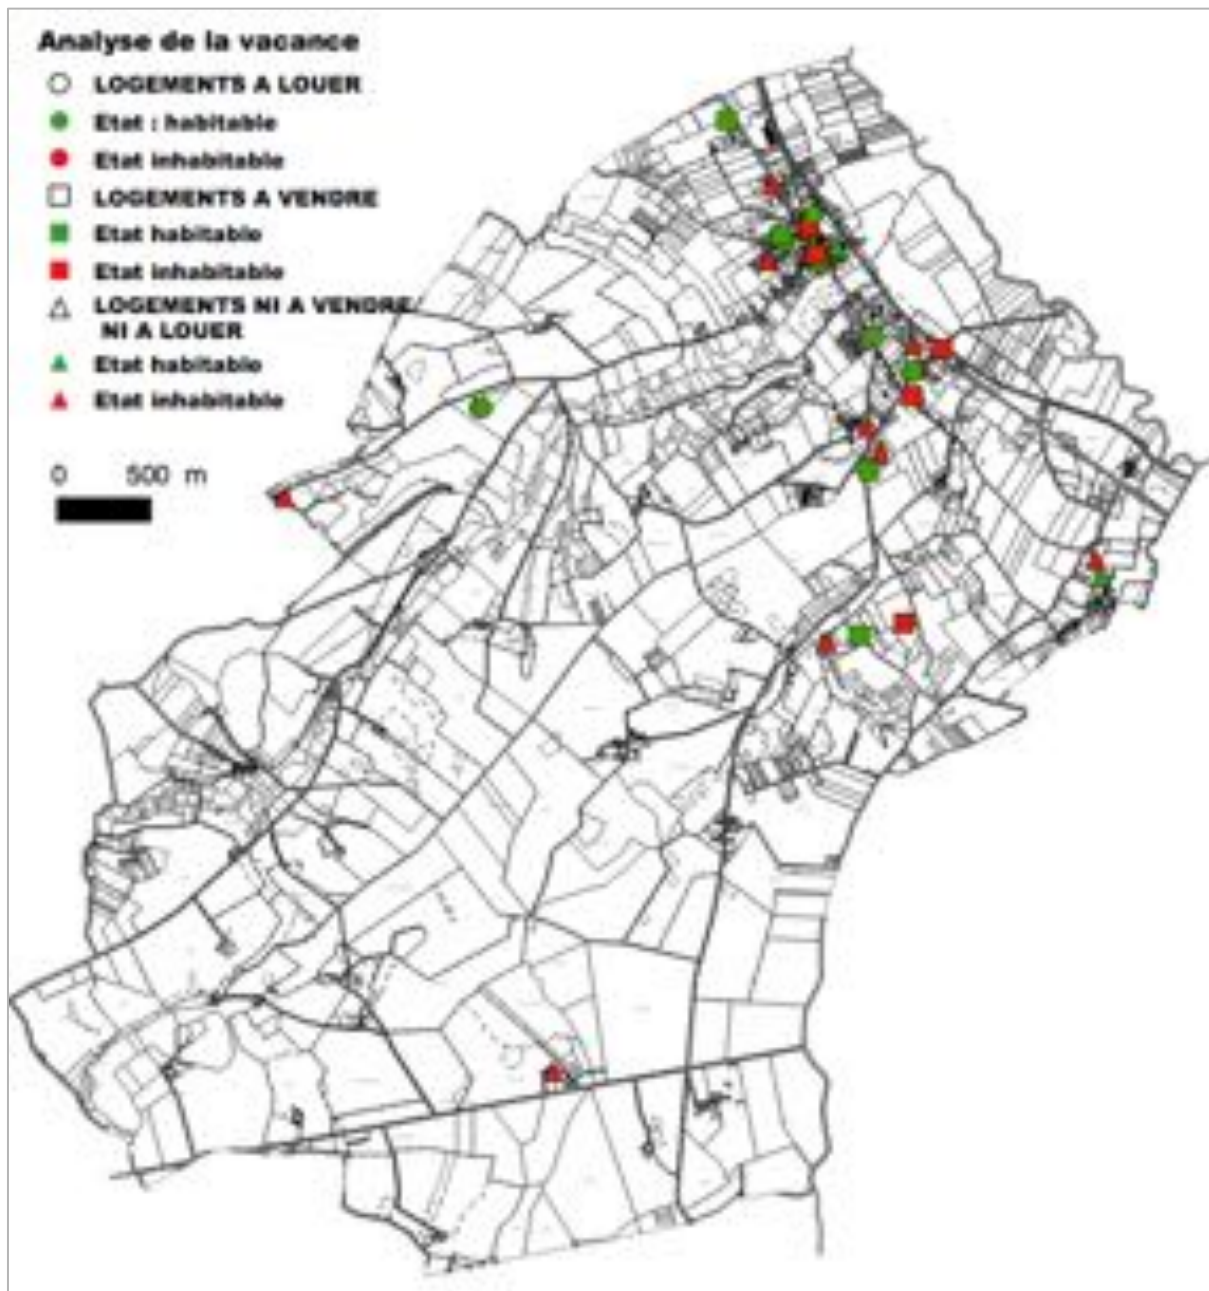 Analyse de la vacance
LOGEMENTS A LOUER
Etat : habitable
Etat inhabitable
LOGEMENTS A VENDRE
Etat habitable
Etat inhabitable
LOGEMENTS NI A VENDRE/
NI A LOUER
Etat habitable
Etat inhabitable
0 500 m